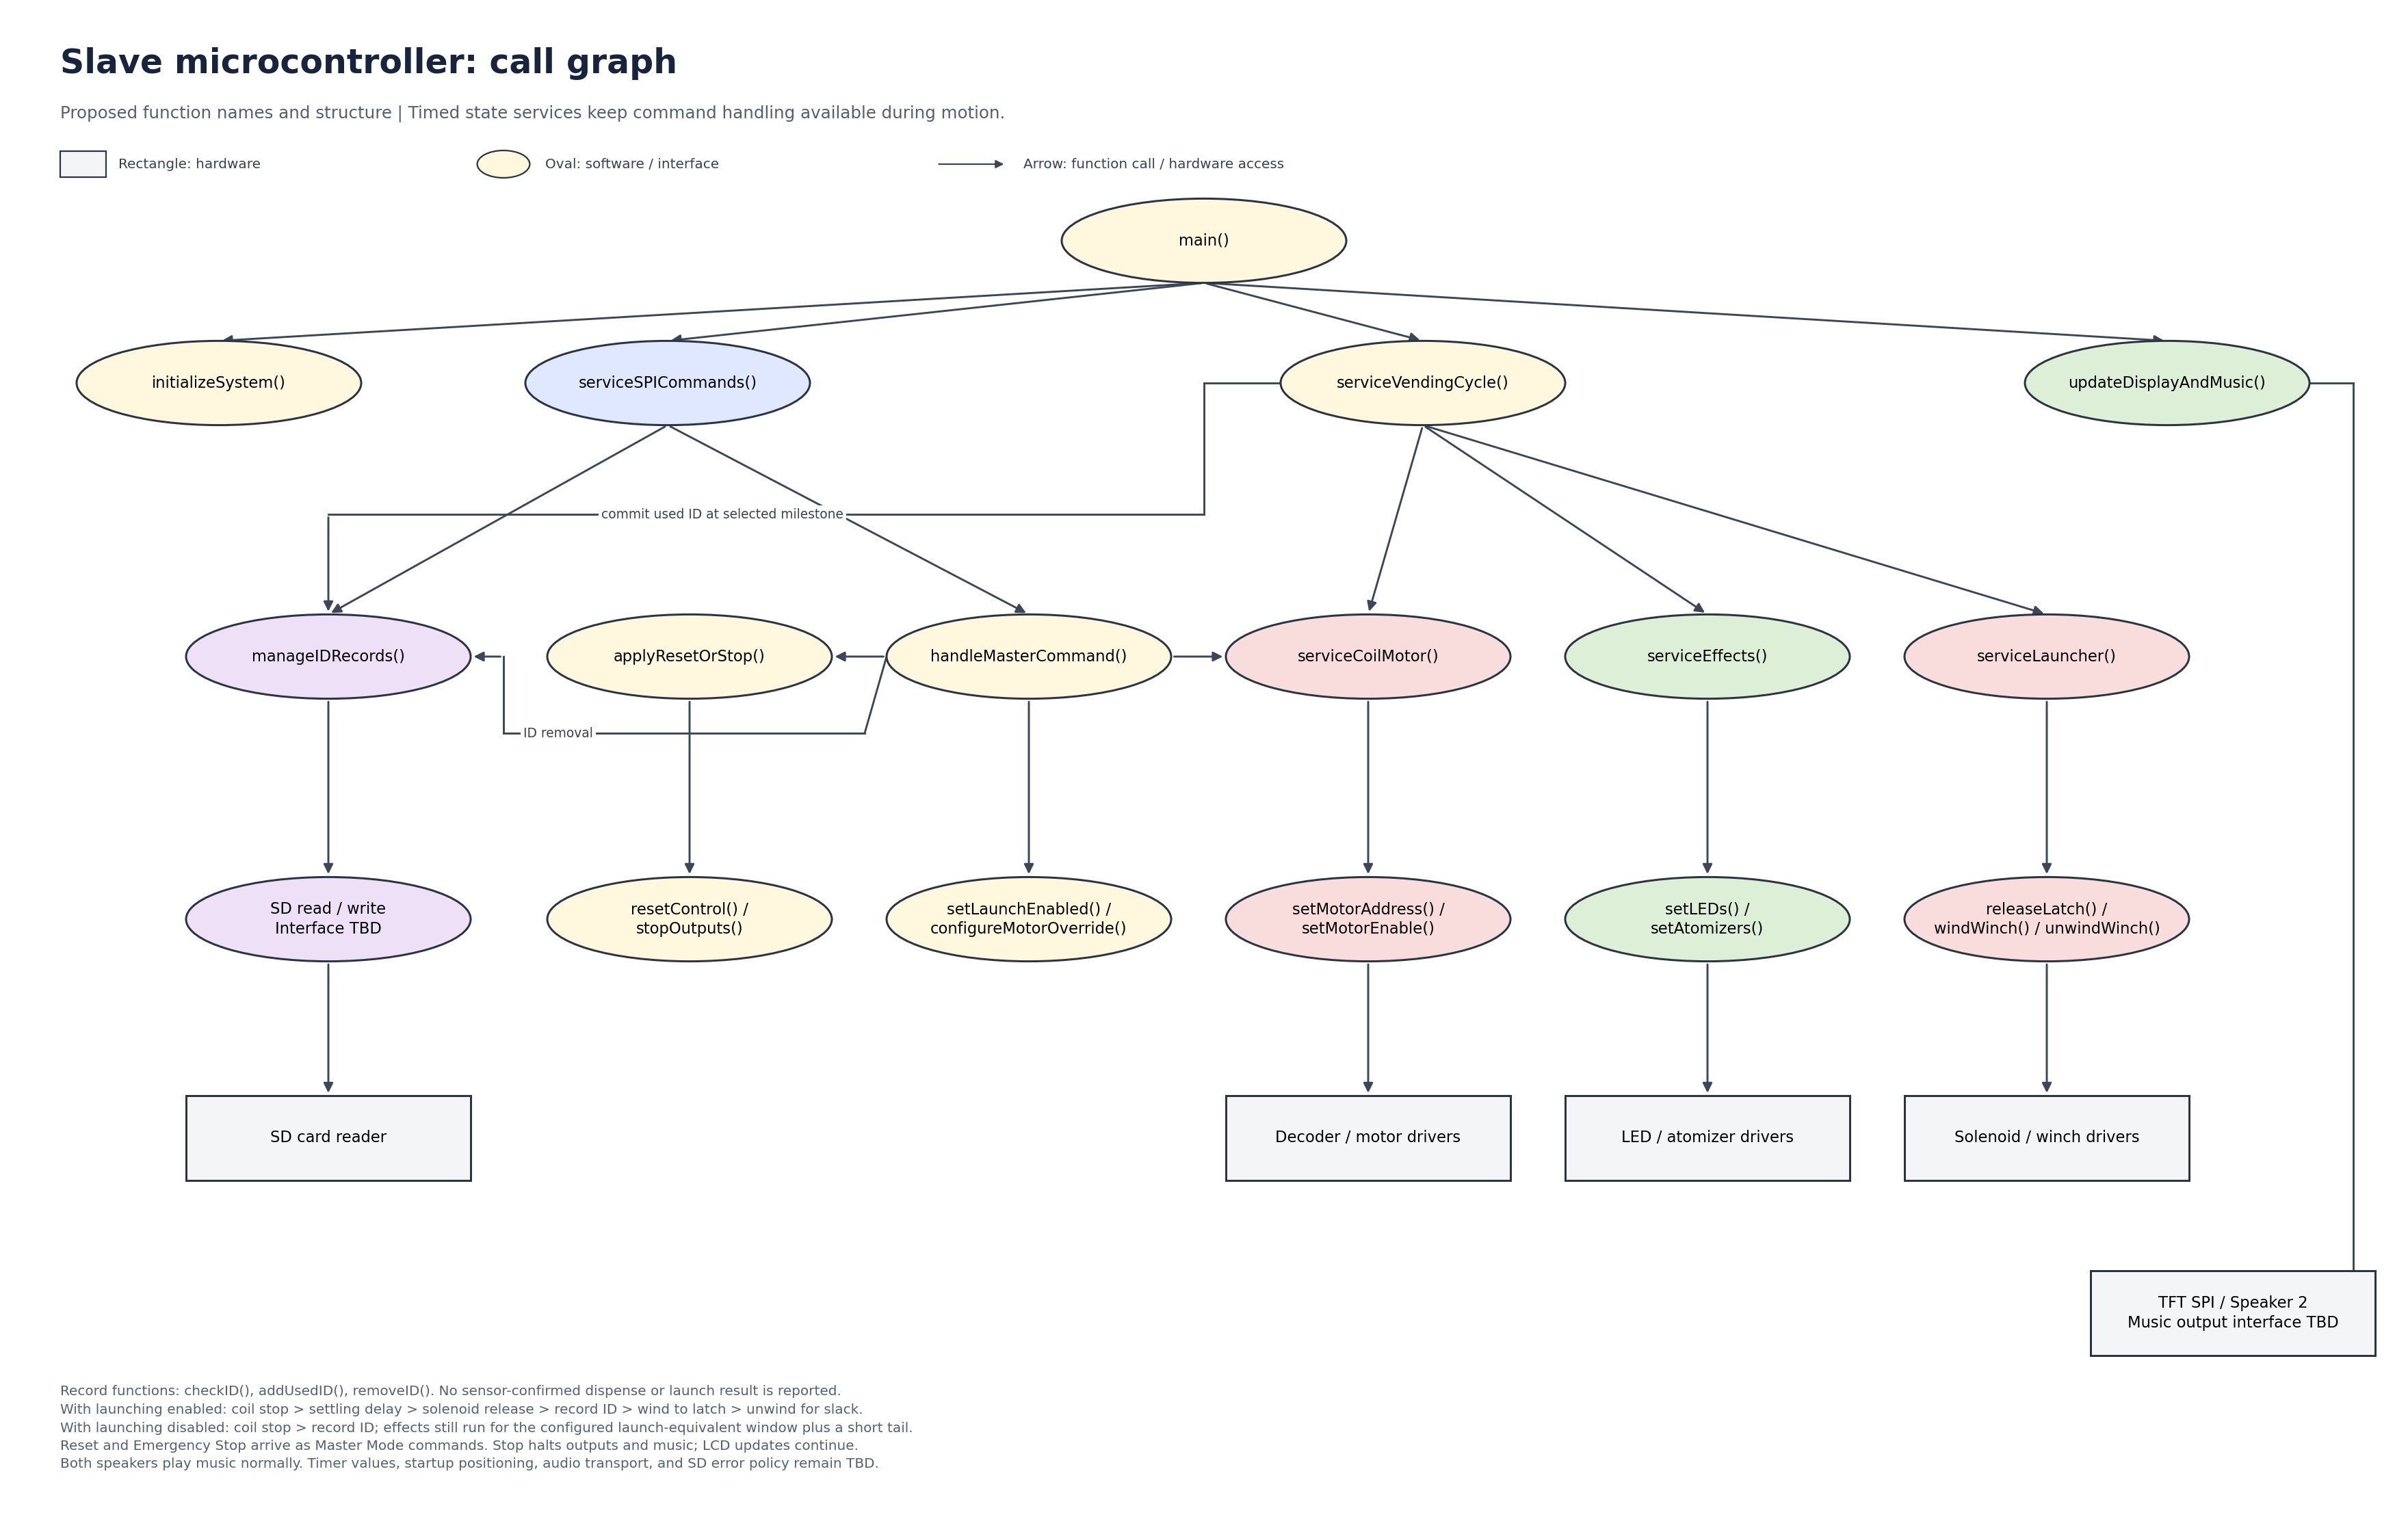 Slave microcontroller: call graph
Proposed function names and structure | Timed state services keep command handling available during motion.
Rectangle: hardware
Oval: software / interface
Arrow: function call / hardware access
main()
initializeSystem()
serviceSPICommands()
serviceVendingCycle()
updateDisplayAndMusic()
commit used ID at selected milestone
manageIDRecords()
applyResetOrStop()
handleMasterCommand()
serviceCoilMotor()
serviceEffects()
serviceLauncher()
ID removal
SD read / write
Interface TBD
resetControl() /
stopOutputs()
setLaunchEnabled() /
configureMotorOverride()
setMotorAddress() /
setMotorEnable()
setLEDs() /
setAtomizers()
releaseLatch() /
windWinch() / unwindWinch()
SD card reader
Decoder / motor drivers
LED / atomizer drivers
Solenoid / winch drivers
TFT SPI / Speaker 2
Music output interface TBD
Record functions: checkID(), addUsedID(), removeID(). No sensor-confirmed dispense or launch result is reported.
With launching enabled: coil stop > settling delay > solenoid release > record ID > wind to latch > unwind for slack.
With launching disabled: coil stop > record ID; effects still run for the configured launch-equivalent window plus a short tail.
Reset and Emergency Stop arrive as Master Mode commands. Stop halts outputs and music; LCD updates continue.
Both speakers play music normally. Timer values, startup positioning, audio transport, and SD error policy remain TBD.